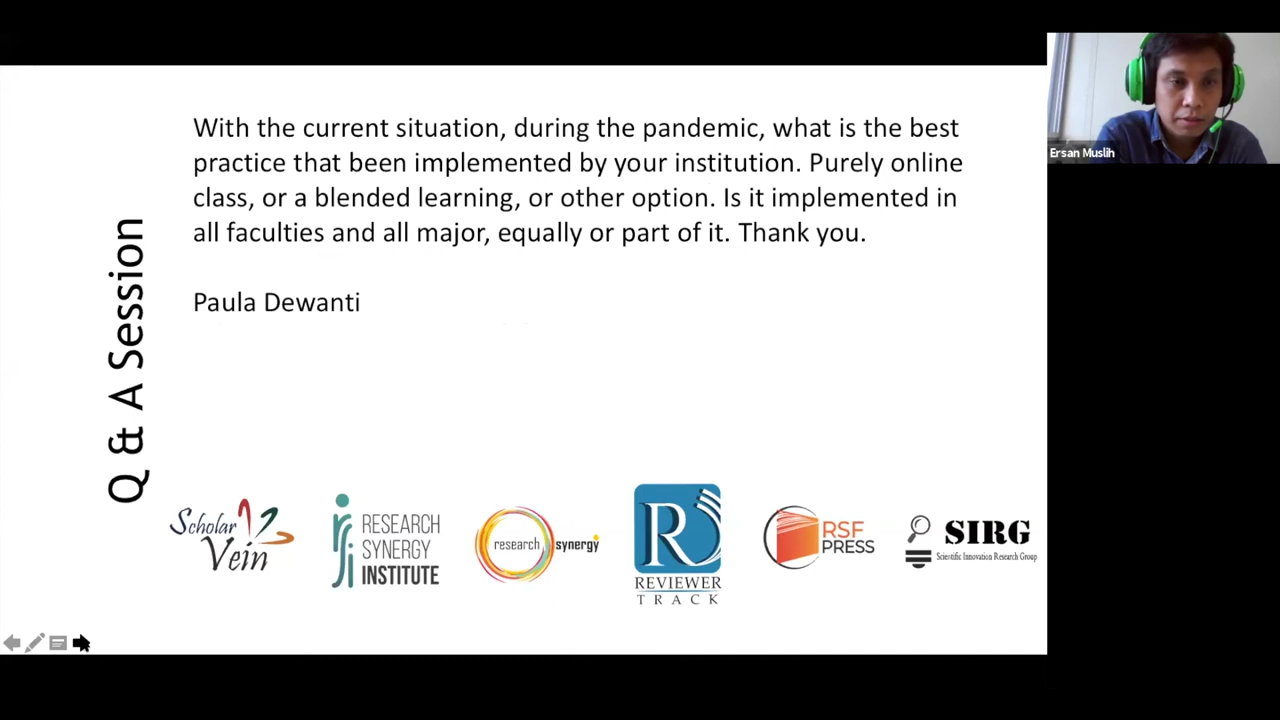 With the current situation, during the pandemic, what is the best
practice that been implemented by your institution. Purely online
class, or a blended learning, or other option. Is it implemented in
all faculties and all major, equally or part of it. Thank you.
Paula Dewanti
Q & A Session
Ersan Muslih
Scholar
Vein
RESEARCH
SYNERGY
INSTITUTE
research synergy
R
REVIEWER
TRACK
RSF
PRESS
SIRG
Scientific Innovation Research Group